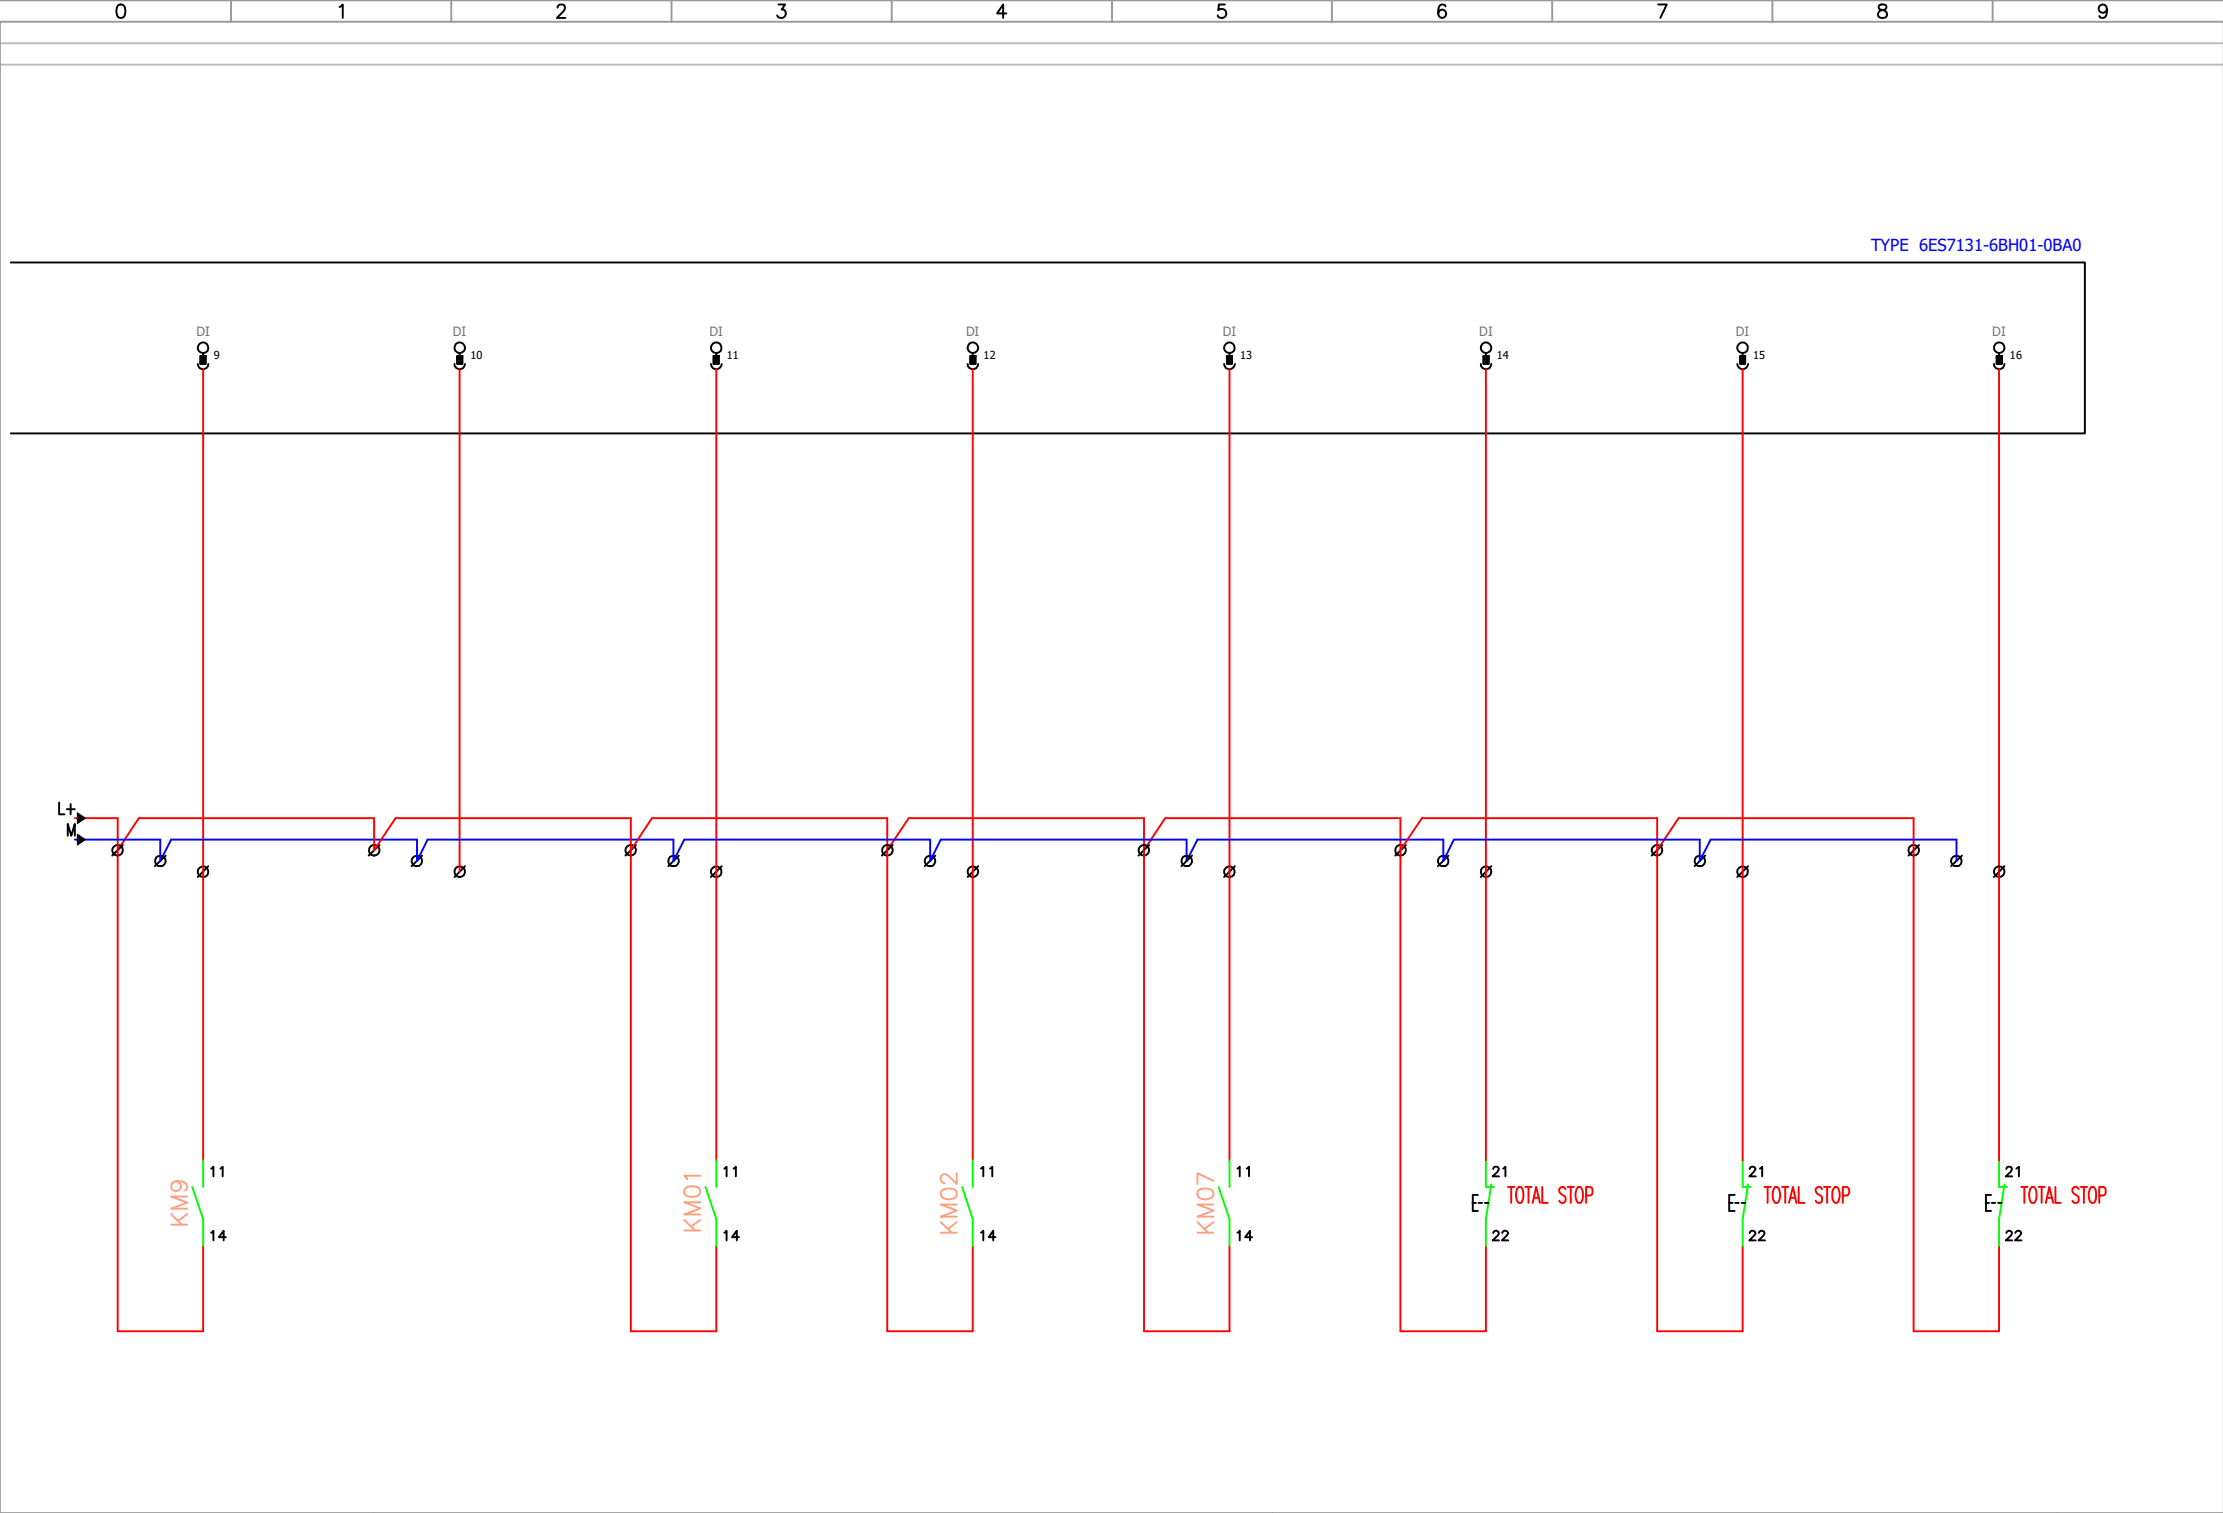 0 1 2 3 4 5 6 7 8 9
TYPE 6ES7131-6BH01-0BA0
DI DI DI DI DI DI DI DI
9 10 11 12 13 14 15 16
L+
M
11 11 11 11 21 21 21
KM9 KM01 KM02 KM07 TOTAL STOP TOTAL STOP TOTAL STOP
14 14 14 14 22 22 22